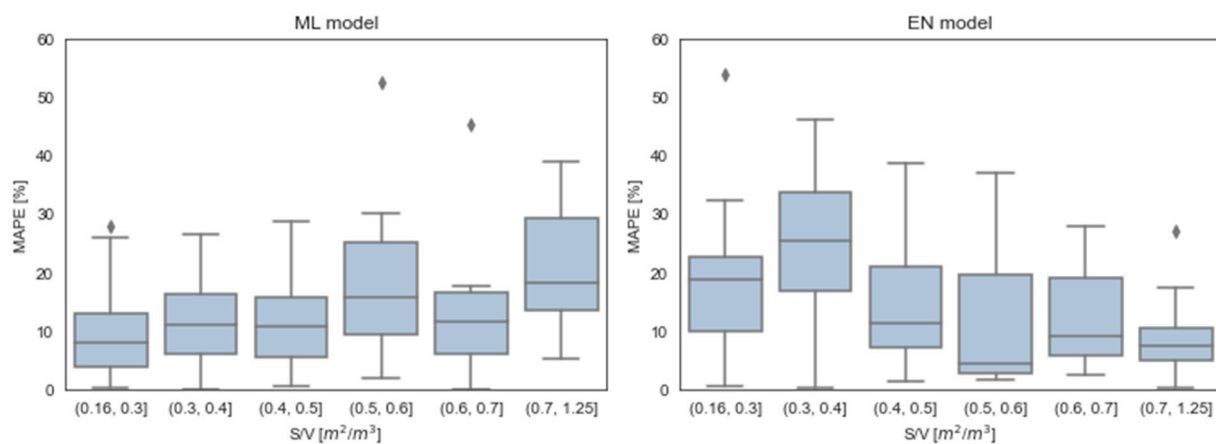 ML model
60
50
40
30
20
10
0
MAPE [%]
(0.16, 0.3] (0.3, 0.4] (0.4, 0.5] (0.5, 0.6] (0.6, 0.7] (0.7, 1.25]
S/V [m²/m³]
EN model
60
50
40
30
20
10
0
MAPE [%]
(0.16, 0.3] (0.3, 0.4] (0.4, 0.5] (0.5, 0.6] (0.6, 0.7] (0.7, 1.25]
S/V [m²/m³]